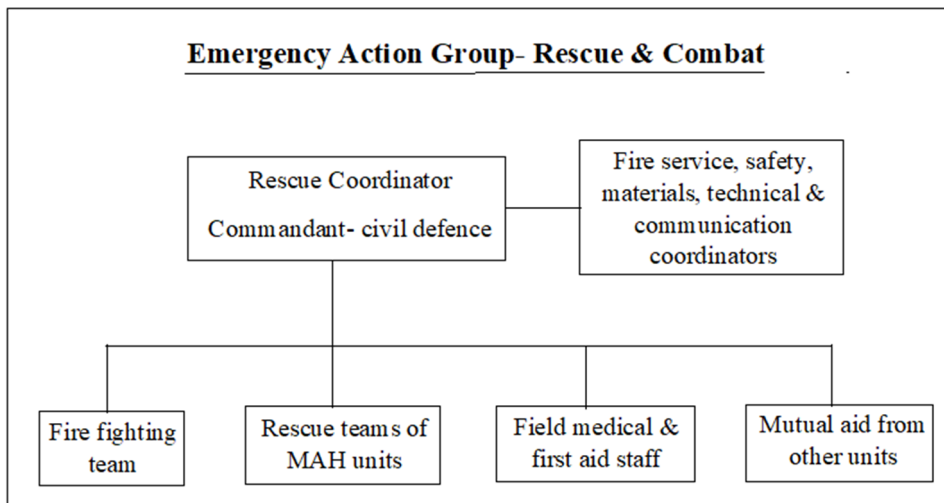 Emergency Action Group- Rescue & Combat
Rescue Coordinator
Commandant- civil defence
Fire service, safety,
materials, technical &
communication
coordinators
Fire fighting
team
Rescue teams of
MAH units
Field medical &
first aid staff
Mutual aid from
other units